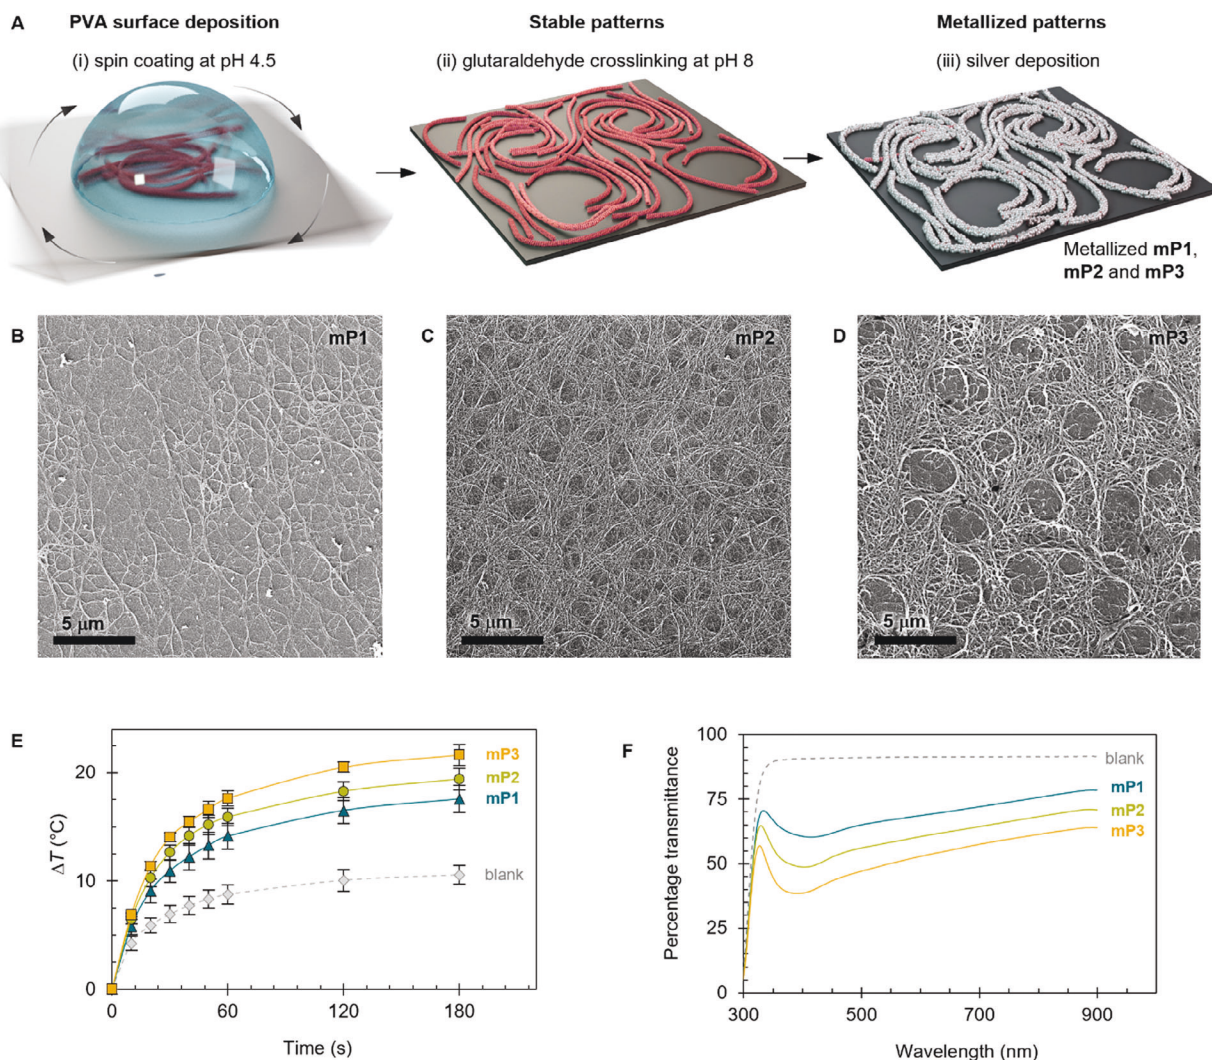 A
PVA surface deposition
Stable patterns
Metallized patterns
(i) spin coating at pH 4.5
(ii) glutaraldehyde crosslinking at pH 8
(iii) silver deposition
Metallized mP1,
mP2 and mP3
B
mP1
5 μm
C
mP2
5 μm
D
mP3
5 μm
E
20
10
0
ΔT (°C)
mP3
mP2
mP1
blank
0
60
120
180
Time (s)
F
100
75
50
25
0
Percentage transmittance
blank
mP1
mP2
mP3
300
500
700
900
Wavelength (nm)